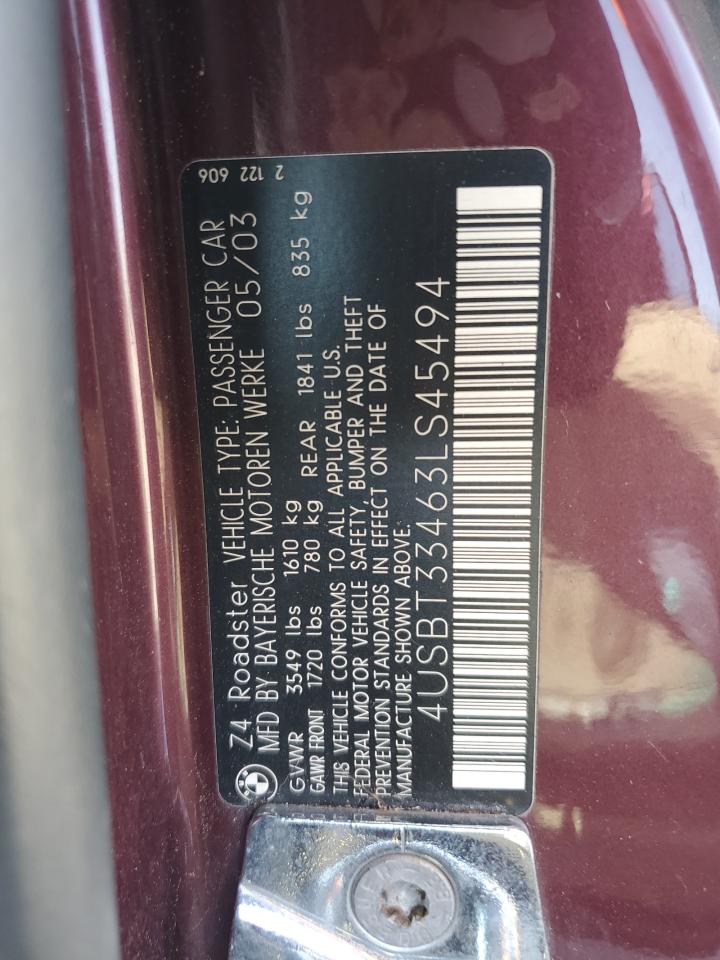 Z4 Roadster VEHICLE TYPE: PASSENGER CAR
MFD BY BAYERISCHE MOTOREN WERKE 05/03
2 122 606
GVWR 3549 lbs 1610 kg
GAWR FRONT 1720 lbs 780 kg REAR 1841 lbs 835 kg
THIS VEHICLE CONFORMS TO ALL APPLICABLE U.S.
FEDERAL MOTOR VEHICLE SAFETY, BUMPER AND THEFT
PREVENTION STANDARDS IN EFFECT ON THE DATE OF
MANUFACTURE SHOWN ABOVE.
4USBT33463LS45494